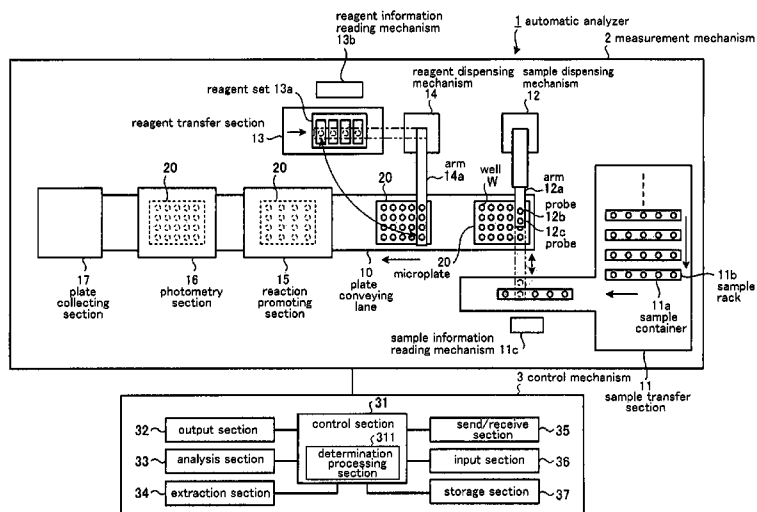 reagent information
reading mechanism
13b
1 automatic analyzer
2 measurement mechanism
reagent dispensing
mechanism
14
sample dispensing
mechanism
12
reagent set 13a
reagent transfer section
13
20
20
20
arm
14a
well
W
arm
12a
probe
12b
12c
probe
20
microplate
17
plate
collecting
section
16
photometry
section
15
reaction
promoting
section
10
plate
conveying
lane
11b
sample
rack
11a
sample
container
sample information
reading mechanism 11c
11
sample transfer
section
3 control mechanism
31
control section
311
determination
processing
section
32
output section
33
analysis section
34
extraction section
send/receive
section
35
input section
36
storage section
37